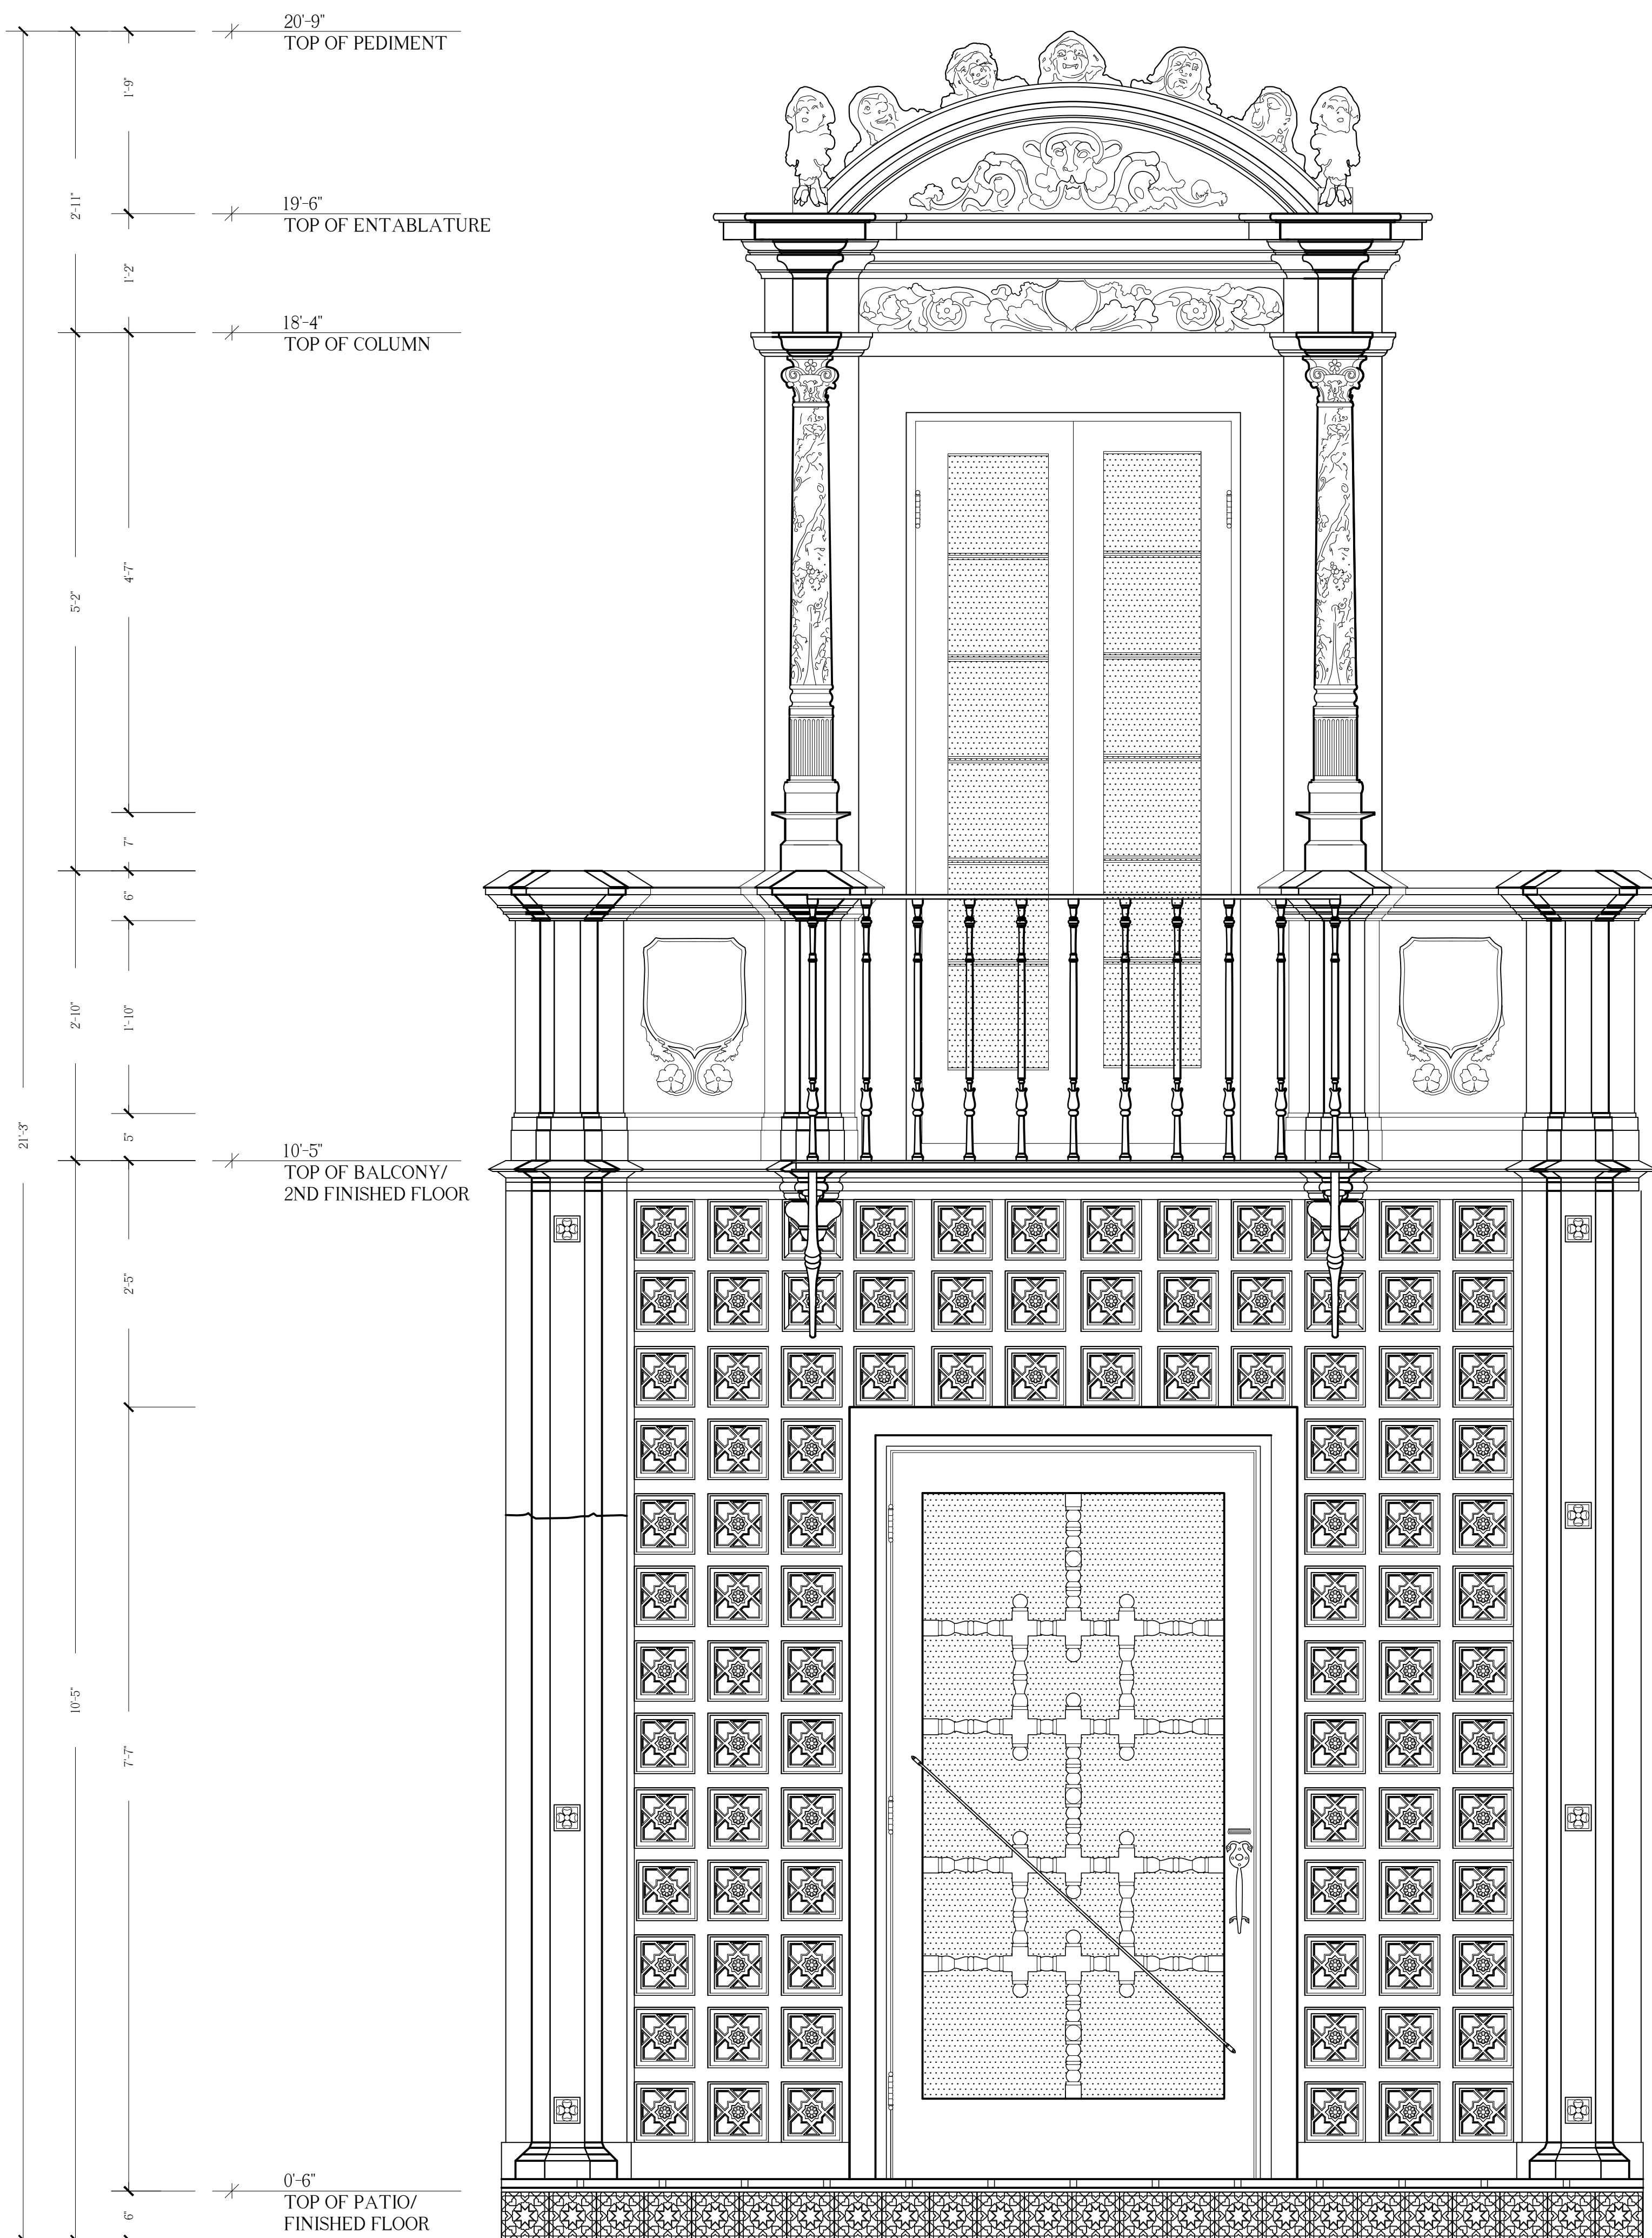 20'-9"
TOP OF PEDIMENT
1'-9"
19'-6"
TOP OF ENTABLATURE
2'-11"
1'-2"
18'-4"
TOP OF COLUMN
4'-7"
5'-2"
7"
6"
1'-10"
2'-10"
21'-3"
5"
10'-5"
TOP OF BALCONY/
2ND FINISHED FLOOR
2'-5"
10'-5"
7'-7"
0'-6"
TOP OF PATIO/
FINISHED FLOOR
6"